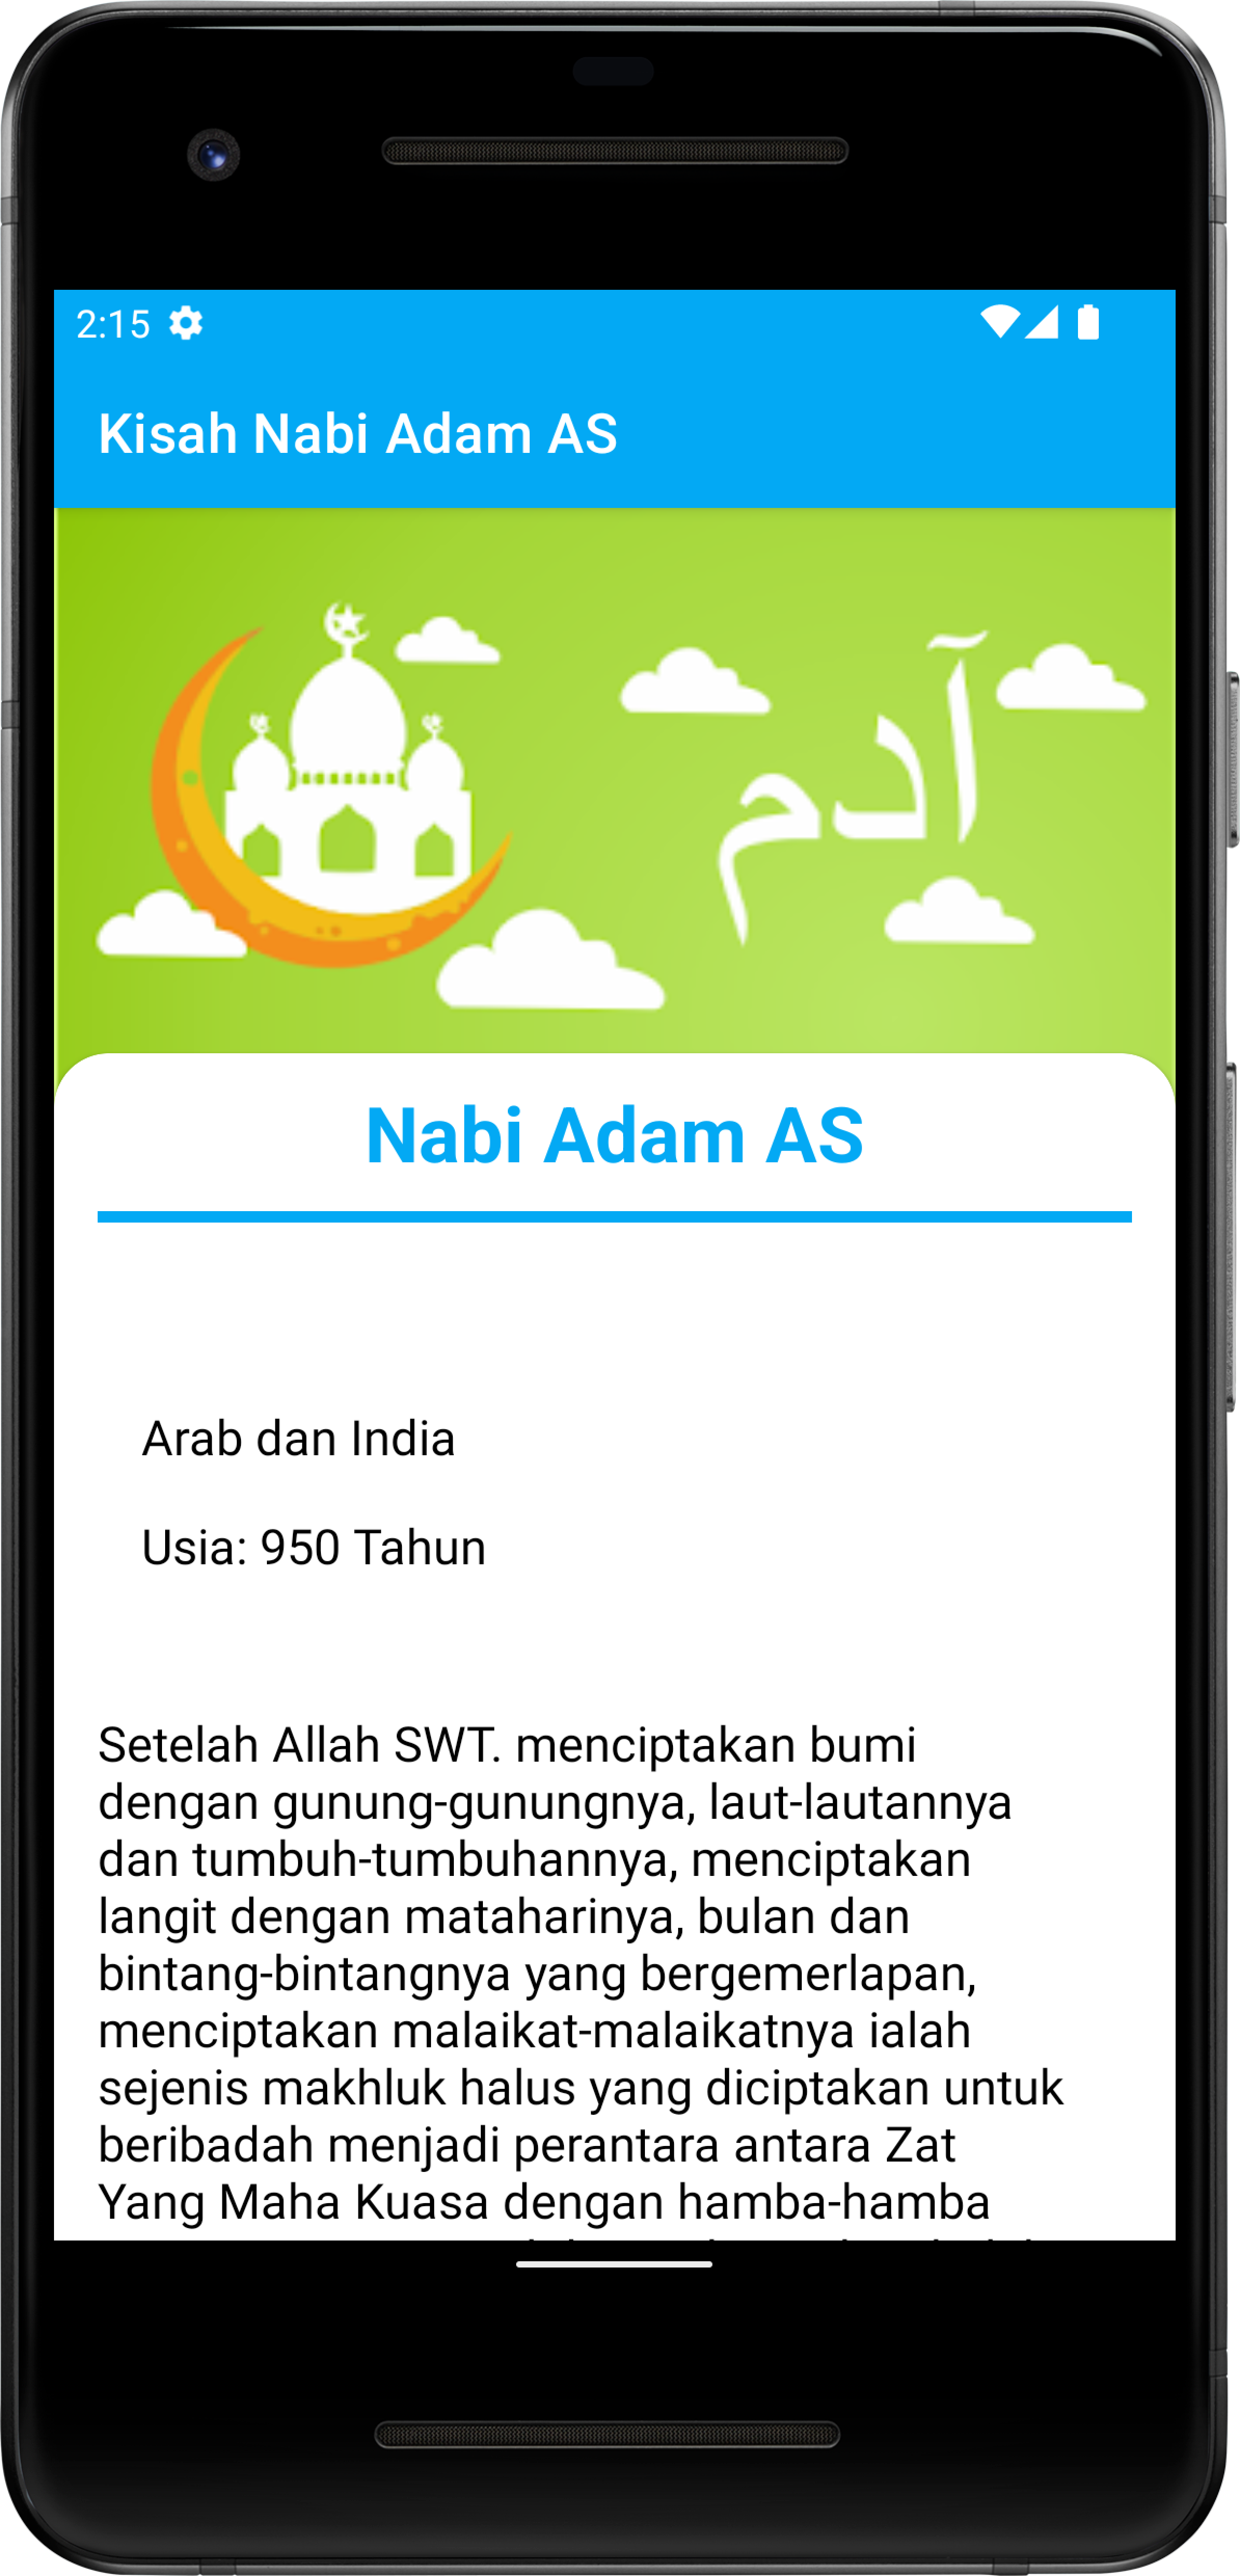 2:15
Kisah Nabi Adam AS
آدم
Nabi Adam AS
Arab dan India
Usia: 950 Tahun
Setelah Allah SWT. menciptakan bumi
dengan gunung-gunungnya, laut-lautannya
dan tumbuh-tumbuhannya, menciptakan
langit dengan mataharinya, bulan dan
bintang-bintangnya yang bergemerlapan,
menciptakan malaikat-malaikatnya ialah
sejenis makhluk halus yang diciptakan untuk
beribadah menjadi perantara antara Zat
Yang Maha Kuasa dengan hamba-hamba